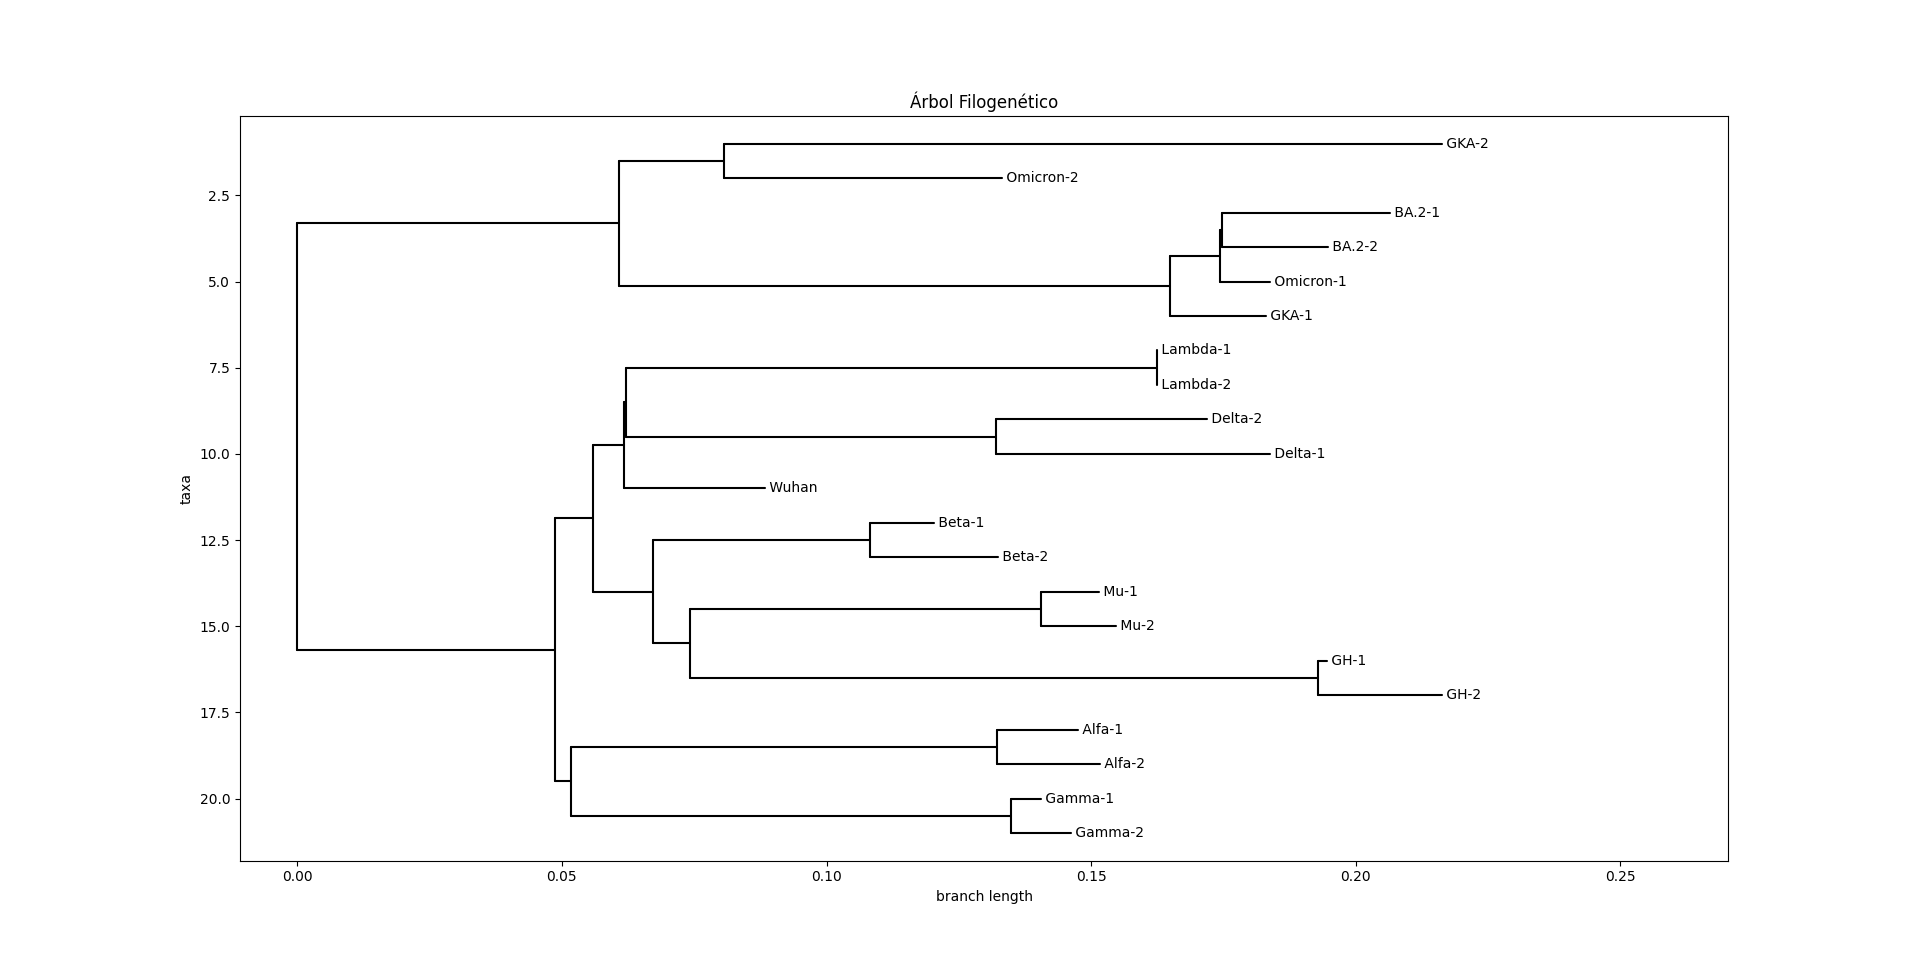 Árbol Filogenético
GKA-2
Omicron-2
2.5
BA.2-1
BA.2-2
5.0
Omicron-1
GKA-1
Lambda-1
7.5
Lambda-2
Delta-2
10.0
Delta-1
taxa
Wuhan
Beta-1
12.5
Beta-2
Mu-1
15.0
Mu-2
GH-1
GH-2
17.5
Alfa-1
Alfa-2
20.0
Gamma-1
Gamma-2
0.00 0.05 0.10 0.15 0.20 0.25
branch length